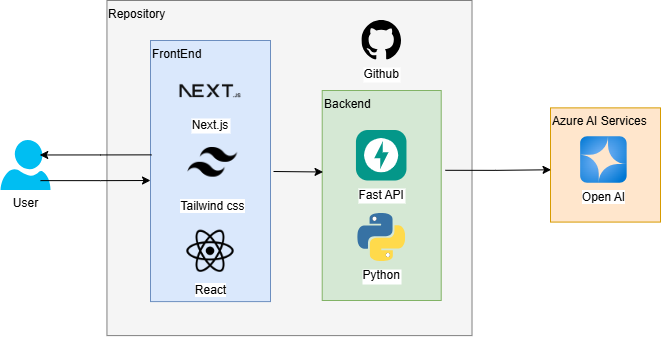 Repository
Github
FrontEnd
NEXT.JS
Next.js
Tailwind css
React
Backend
Fast API
Python
Azure AI Services
Open AI
User